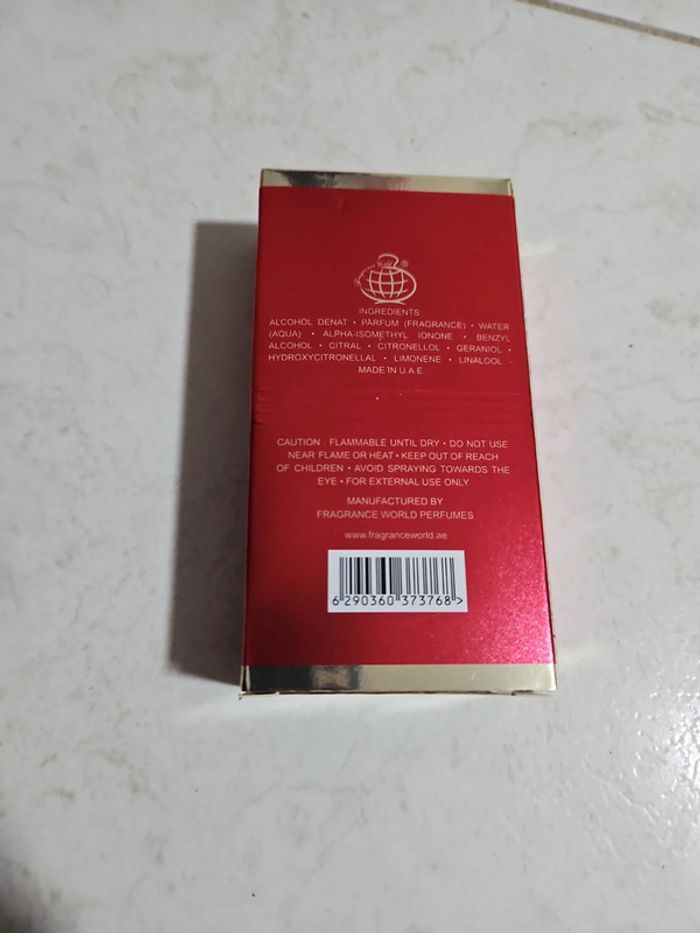 Fragrance World ®
INGREDIENTS
ALCOHOL DENAT • PARFUM (FRAGRANCE) • WATER
(AQUA) • ALPHA-ISOMETHYL IONONE • BENZYL
ALCOHOL • CITRAL • CITRONELLOL • GERANIOL •
HYDROXYCITRONELLAL • LIMONENE • LINALOOL •
MADE IN U.A.E.
CAUTION : FLAMMABLE UNTIL DRY • DO NOT USE
NEAR FLAME OR HEAT • KEEP OUT OF REACH
OF CHILDREN • AVOID SPRAYING TOWARDS THE
EYE • FOR EXTERNAL USE ONLY
MANUFACTURED BY
FRAGRANCE WORLD PERFUMES
www.fragranceworld.ae
6 290360 373768 >